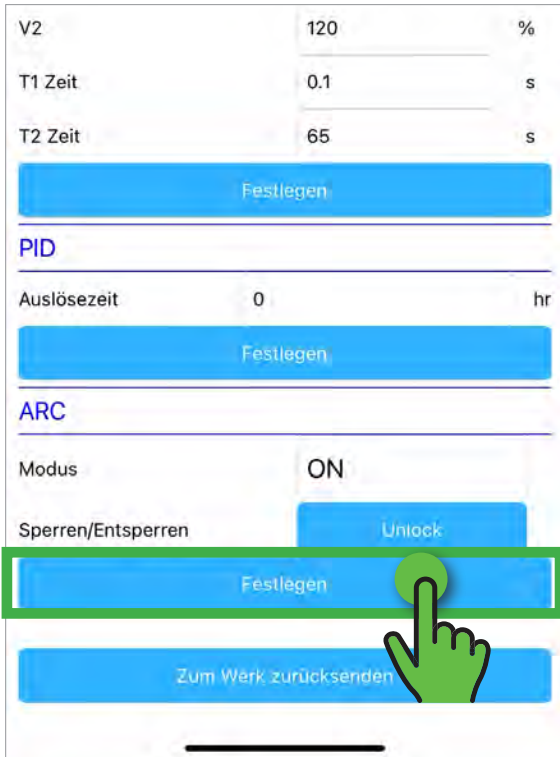 V2 120 %
T1 Zeit 0.1 s
T2 Zeit 65 s
Festlegen
PID
Auslösezeit 0 hr
Festlegen
ARC
Modus ON
Sperren/Entsperren Unlock
Festlegen
Zum Werk zurücksenden